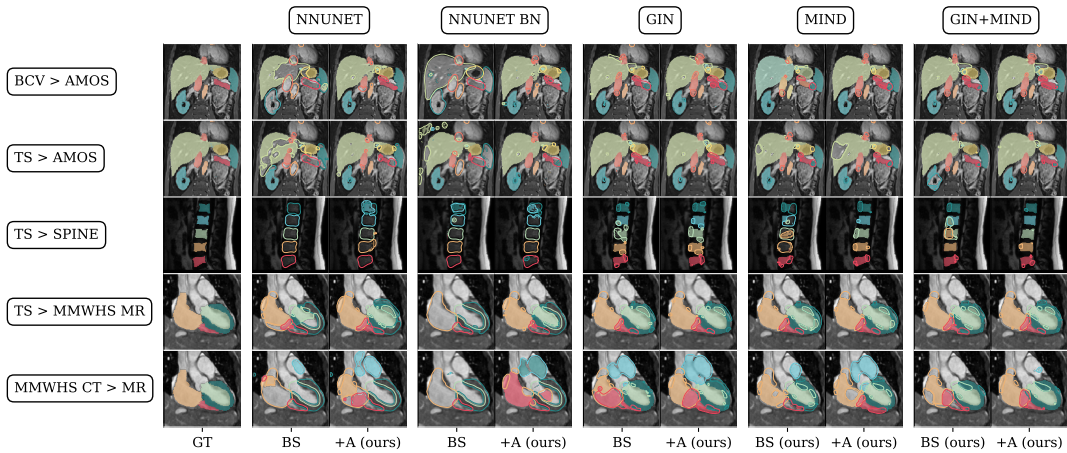 NNUNET NNUNET BN GIN MIND GIN+MIND
BCV > AMOS
TS > AMOS
TS > SPINE
TS > MMWHS MR
MMWHS CT > MR
GT BS +A (ours) BS +A (ours) BS +A (ours) BS (ours) +A (ours) BS (ours) +A (ours)